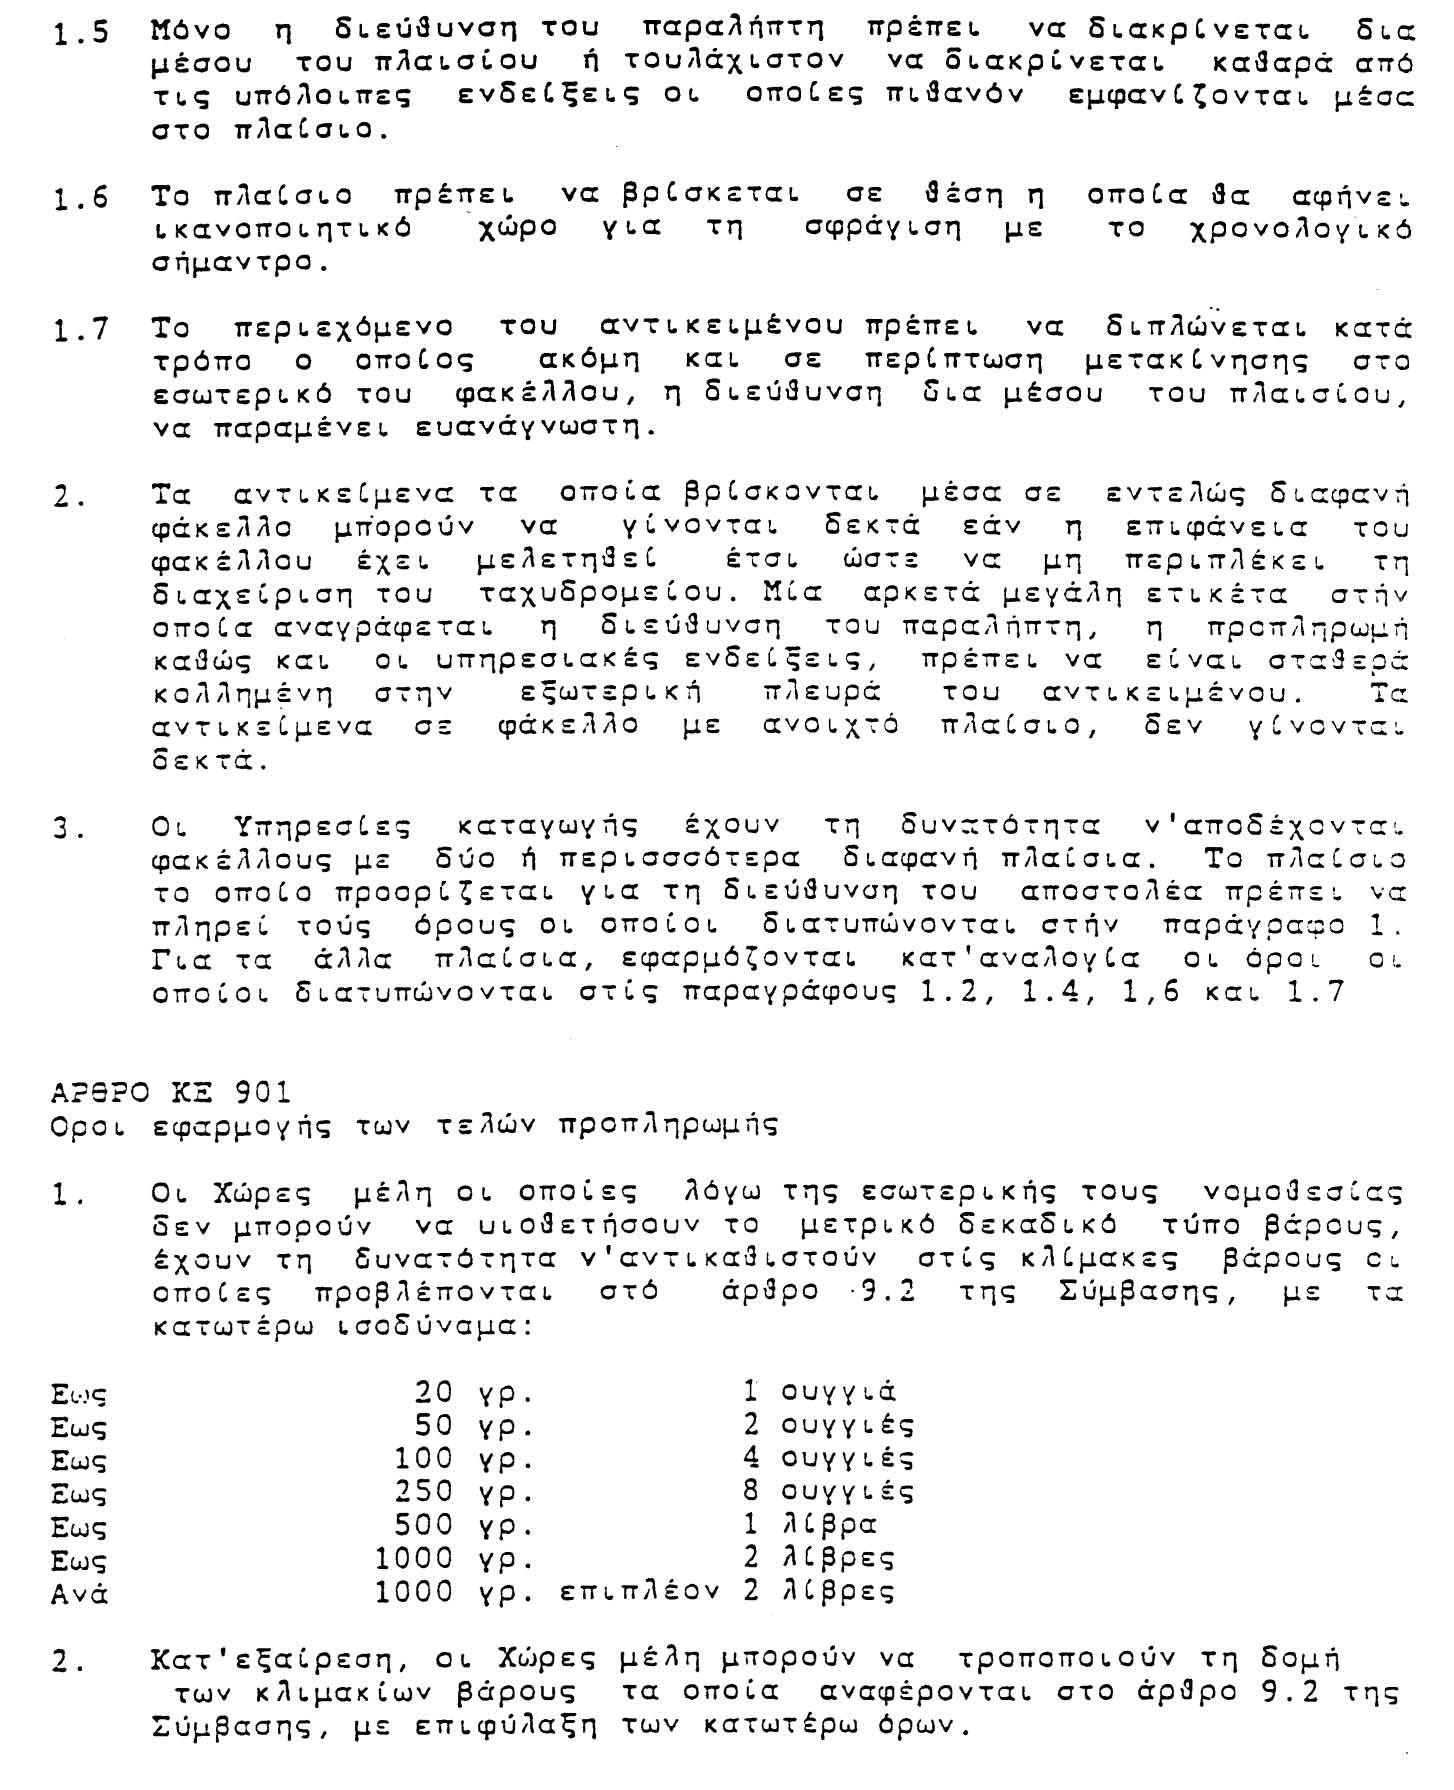 1.5 Μόνο η διεύθυνση του παραλήπτη πρέπει να διακρίνεται δια
μέσου του πλαισίου ή τουλάχιστον να διακρίνεται καθαρά από
τις υπόλοιπες ενδείξεις οι οποίες πιθανόν εμφανίζονται μέσα
στο πλαίσιο.
1.6 Το πλαίσιο πρέπει να βρίσκεται σε θέση η οποία θα αφήνει
ικανοποιητικό χώρο για τη σφράγιση με το χρονολογικό
σήμαντρο.
1.7 Το περιεχόμενο του αντικειμένου πρέπει να διπλώνεται κατά
τρόπο ο οποίος ακόμη και σε περίπτωση μετακίνησης στο
εσωτερικό του φακέλλου, η διεύθυνση δια μέσου του πλαισίου,
να παραμένει ευανάγνωστη.
2. Τα αντικείμενα τα οποία βρίσκονται μέσα σε εντελώς διαφανή
φάκελλο μπορούν να γίνονται δεκτά εάν η επιφάνεια του
φακέλλου έχει μελετηθεί έτσι ώστε να μη περιπλέκει τη
διαχείριση του ταχυδρομείου. Μία αρκετά μεγάλη ετικέτα στήν
οποία αναγράφεται η διεύθυνση του παραλήπτη, η προπληρωμή
καθώς και οι υπηρεσιακές ενδείξεις, πρέπει να είναι σταθερά
κολλημένη στην εξωτερική πλευρά του αντικειμένου. Τα
αντικείμενα σε φάκελλο με ανοιχτό πλαίσιο, δεν γίνονται
δεκτά.
3. Οι Υπηρεσίες καταγωγής έχουν τη δυνατότητα ν'αποδέχονται
φακέλλους με δύο ή περισσσότερα διαφανή πλαίσια. Το πλαίσιο
το οποίο προορίζεται για τη διεύθυνση του αποστολέα πρέπει να
πληρεί τούς όρους οι οποίοι διατυπώνονται στήν παράγραφο 1.
Για τα άλλα πλαίσια, εφαρμόζονται κατ'αναλογία οι όροι οι
οποίοι διατυπώνονται στίς παραγράφους 1.2, 1.4, 1,6 και 1.7
ΑΡΘΡΟ ΚΕ 901
Οροι εφαρμογής των τελών προπληρωμής
1. Οι Χώρες μέλη οι οποίες λόγω της εσωτερικής τους νομοθεσίας
δεν μπορούν να υιοθετήσουν το μετρικό δεκαδικό τύπο βάρους,
έχουν τη δυνατότητα ν'αντικαθιστούν στίς κλίμακες βάρους οι
οποίες προβλέπονται στό άρθρο 9.2 της Σύμβασης, με τα
κατωτέρω ισοδύναμα:
Εως 20 γρ. 1 ουγγιά
Εως 50 γρ. 2 ουγγιές
Εως 100 γρ. 4 ουγγιές
Εως 250 γρ. 8 ουγγιές
Εως 500 γρ. 1 λίβρα
Εως 1000 γρ. 2 λίβρες
Ανά 1000 γρ. επιπλέον 2 λίβρες
2. Κατ'εξαίρεση, οι Χώρες μέλη μπορούν να τροποποιούν τη δομή
των κλιμακίων βάρους τα οποία αναφέρονται στο άρθρο 9.2 της
Σύμβασης, με επιφύλαξη των κατωτέρω όρων.